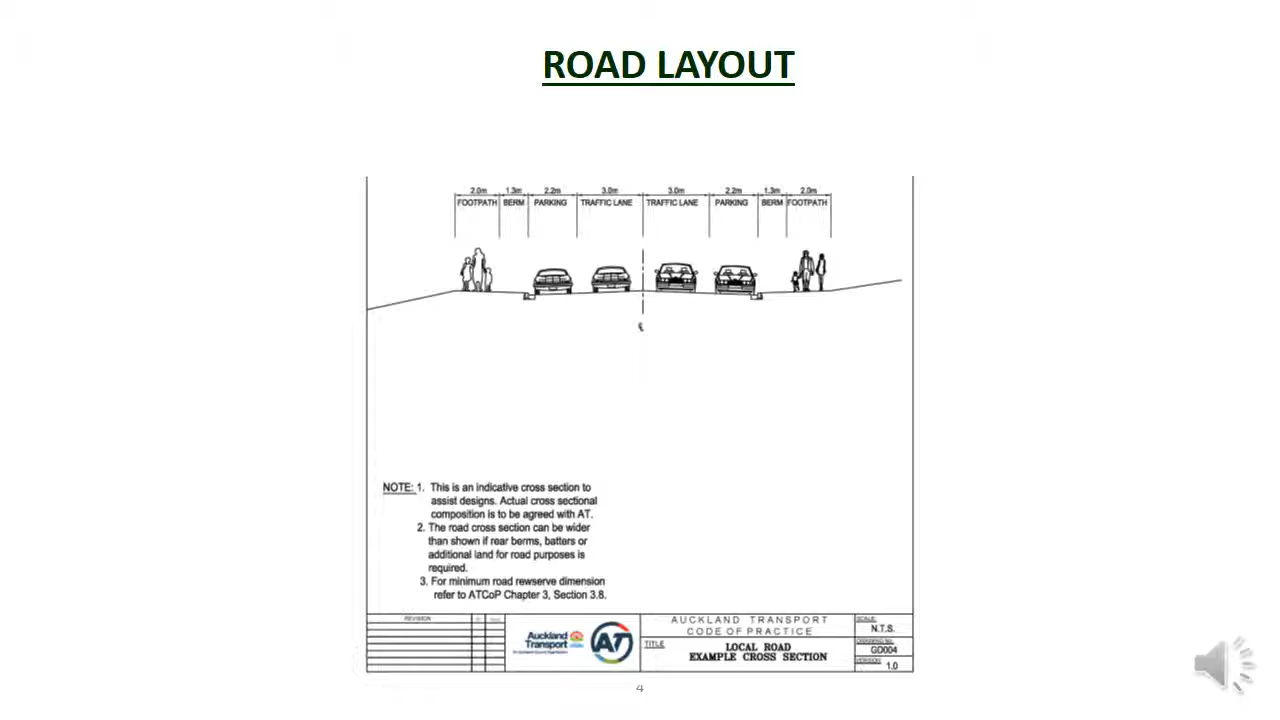 ROAD LAYOUT
2.0m 1.3m 2.2m 3.0m 3.0m 2.2m 1.3m 2.0m
FOOTPATH BERM PARKING TRAFFIC LANE TRAFFIC LANE PARKING BERM FOOTPATH
NOTE: 1. This is an indicative cross section to
assist designs. Actual cross sectional
composition is to be agreed with AT.
2. The road cross section can be wider
than shown if rear berms, batters or
additional land for road purposes is
required.
3. For minimum road rewserve dimension
refer to ATCoP Chapter 3, Section 3.8.
REVISION
Auckland
Transport
AT
AUCKLAND TRANSPORT
CODE OF PRACTICE
TITLE
LOCAL ROAD
EXAMPLE CROSS SECTION
SCALE:
N.T.S.
DRAWING No.
GD004
VERSION:
1.0
4